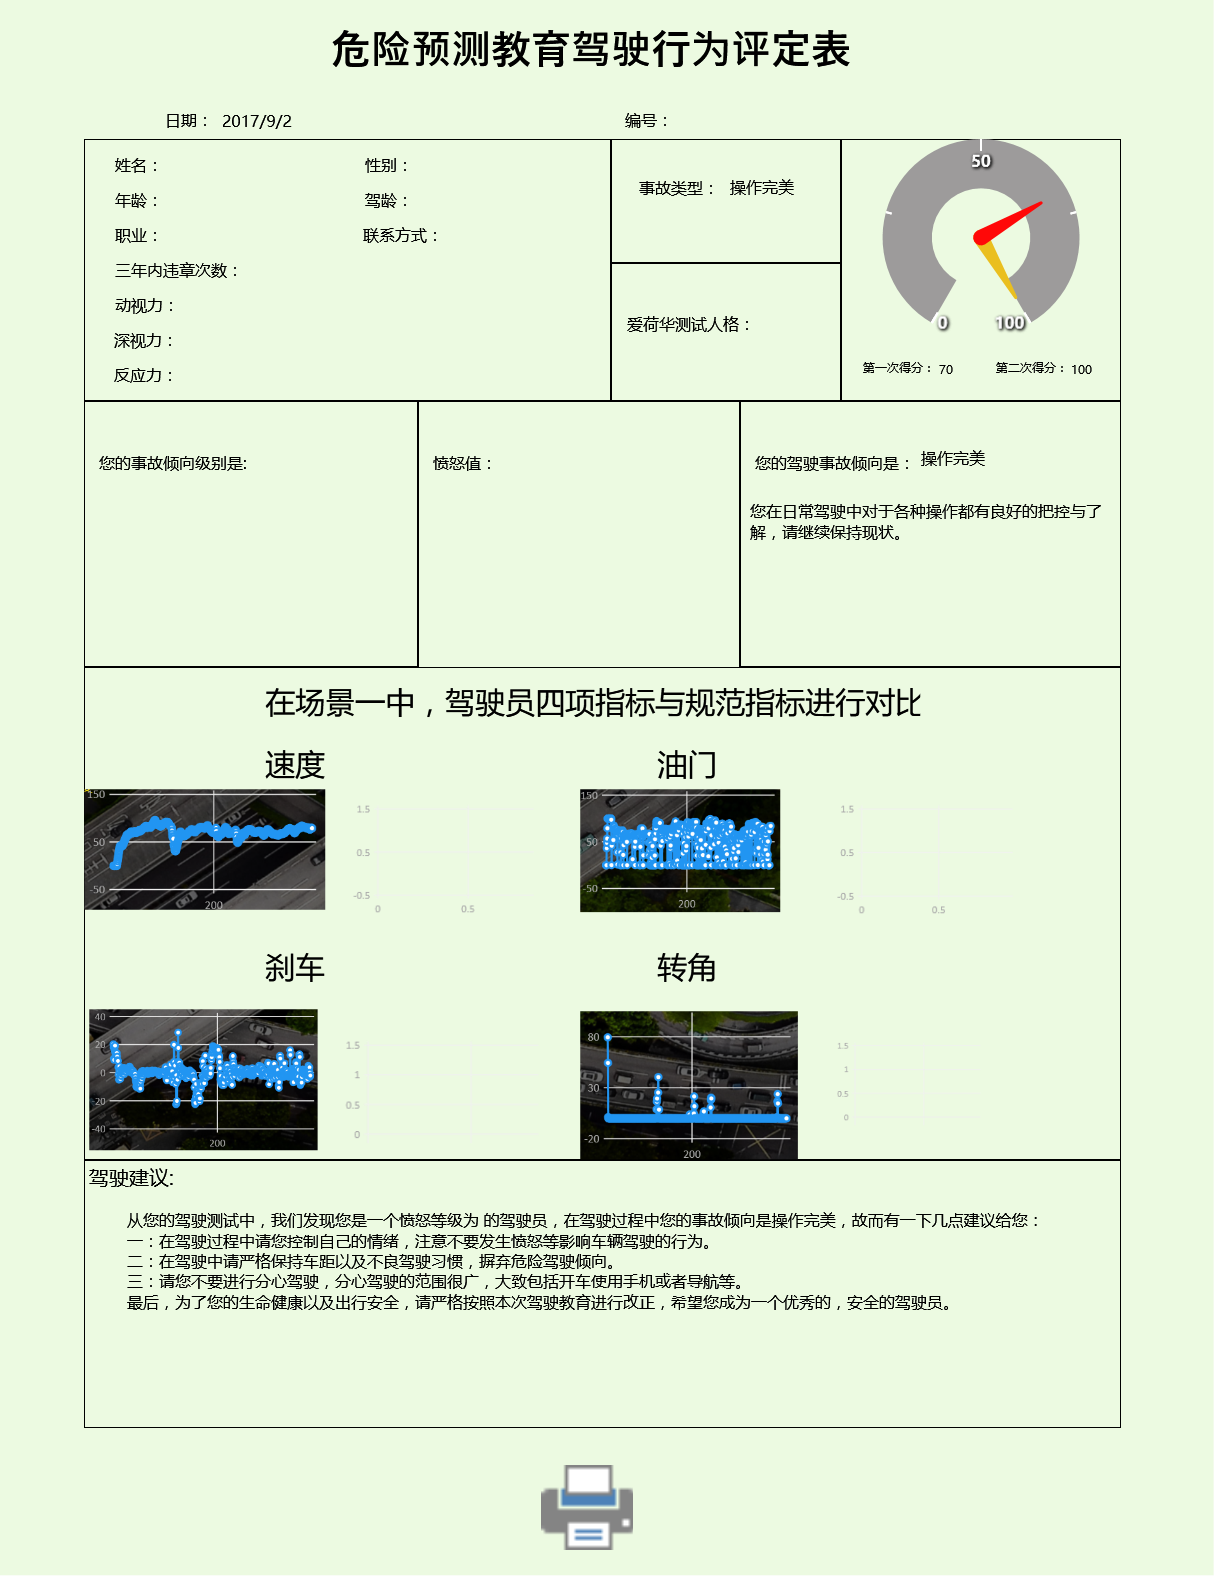 危险预测教育驾驶行为评定表
日期： 2017/9/2 编号：
姓名： 性别：
年龄： 驾龄：
职业： 联系方式：
三年内违章次数：
动视力：
深视力：
反应力：
事故类型： 操作完美
爱荷华测试人格：
50
0 100
第一次得分： 70 第二次得分： 100
您的事故倾向级别是:
愤怒值：
您的驾驶事故倾向是： 操作完美
您在日常驾驶中对于各种操作都有良好的把控与了
解，请继续保持现状。
在场景一中，驾驶员四项指标与规范指标进行对比
速度
150
50
-50
200
1.5
0.5
-0.5
0 0.5
油门
150
50
-50
200
1.5
0.5
-0.5
0 0.5
刹车
40
20
0
-20
-40
200
1.5
1
0.5
0
转角
80
30
-20
200
1.5
1
0.5
0
驾驶建议:
从您的驾驶测试中，我们发现您是一个愤怒等级为 的驾驶员，在驾驶过程中您的事故倾向是操作完美，故而有一下几点建议给您：
一：在驾驶过程中请您控制自己的情绪，注意不要发生愤怒等影响车辆驾驶的行为。
二：在驾驶中请严格保持车距以及不良驾驶习惯，摒弃危险驾驶倾向。
三：请您不要进行分心驾驶，分心驾驶的范围很广，大致包括开车使用手机或者导航等。
最后，为了您的生命健康以及出行安全，请严格按照本次驾驶教育进行改正，希望您成为一个优秀的，安全的驾驶员。